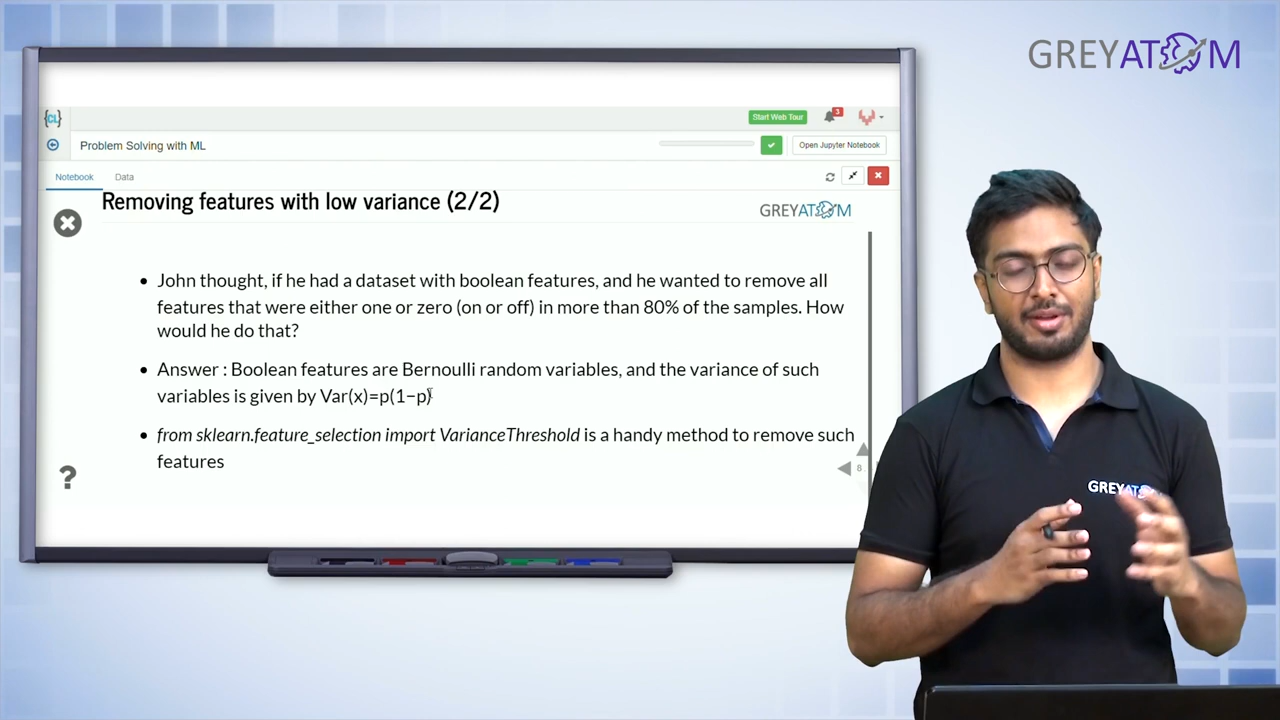 GREYATOM
{CL}
Start Web Tour
3
Problem Solving with ML
Open Jupyter Notebook
Notebook Data
Removing features with low variance (2/2)
GREYATOM
• John thought, if he had a dataset with boolean features, and he wanted to remove all
features that were either one or zero (on or off) in more than 80% of the samples. How
would he do that?
• Answer : Boolean features are Bernoulli random variables, and the variance of such
variables is given by Var(x)=p(1−p)
• from sklearn.feature_selection import VarianceThreshold is a handy method to remove such
features
?
8
GREYATO